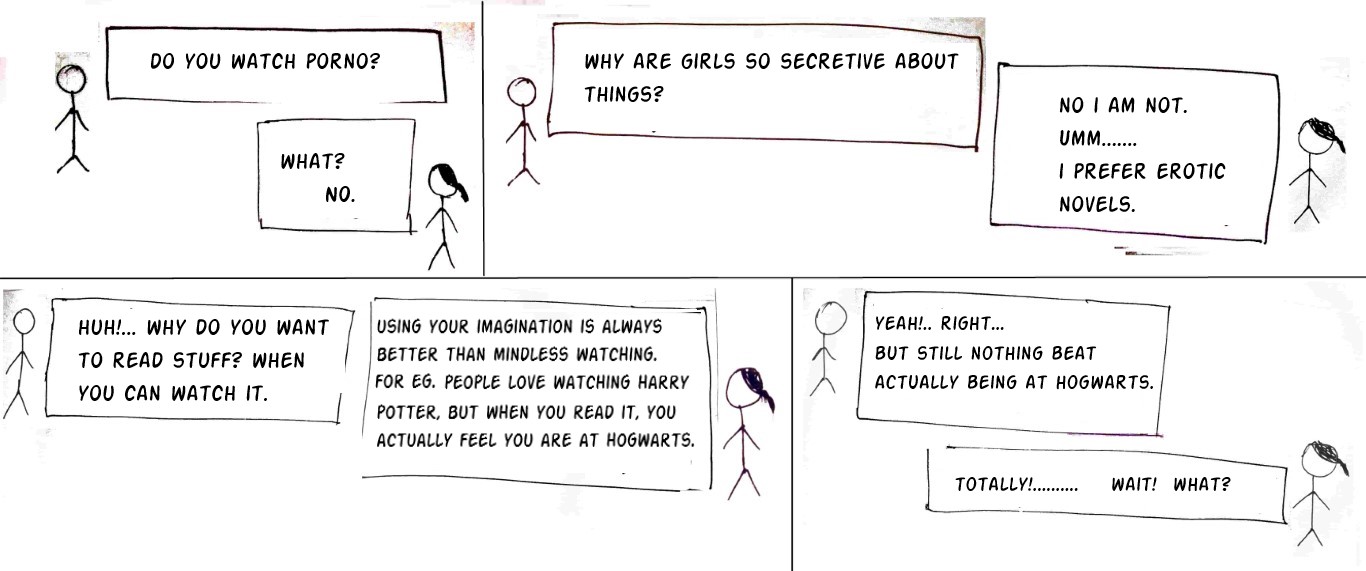 DO YOU WATCH PORNO?
WHAT?
NO.
WHY ARE GIRLS SO SECRETIVE ABOUT
THINGS?
NO I AM NOT.
UMM.......
I PREFER EROTIC
NOVELS.
HUH!... WHY DO YOU WANT
TO READ STUFF? WHEN
YOU CAN WATCH IT.
USING YOUR IMAGINATION IS ALWAYS
BETTER THAN MINDLESS WATCHING.
FOR EG. PEOPLE LOVE WATCHING HARRY
POTTER, BUT WHEN YOU READ IT, YOU
ACTUALLY FEEL YOU ARE AT HOGWARTS.
YEAH!.. RIGHT...
BUT STILL NOTHING BEAT
ACTUALLY BEING AT HOGWARTS.
TOTALLY!.......... WAIT! WHAT?